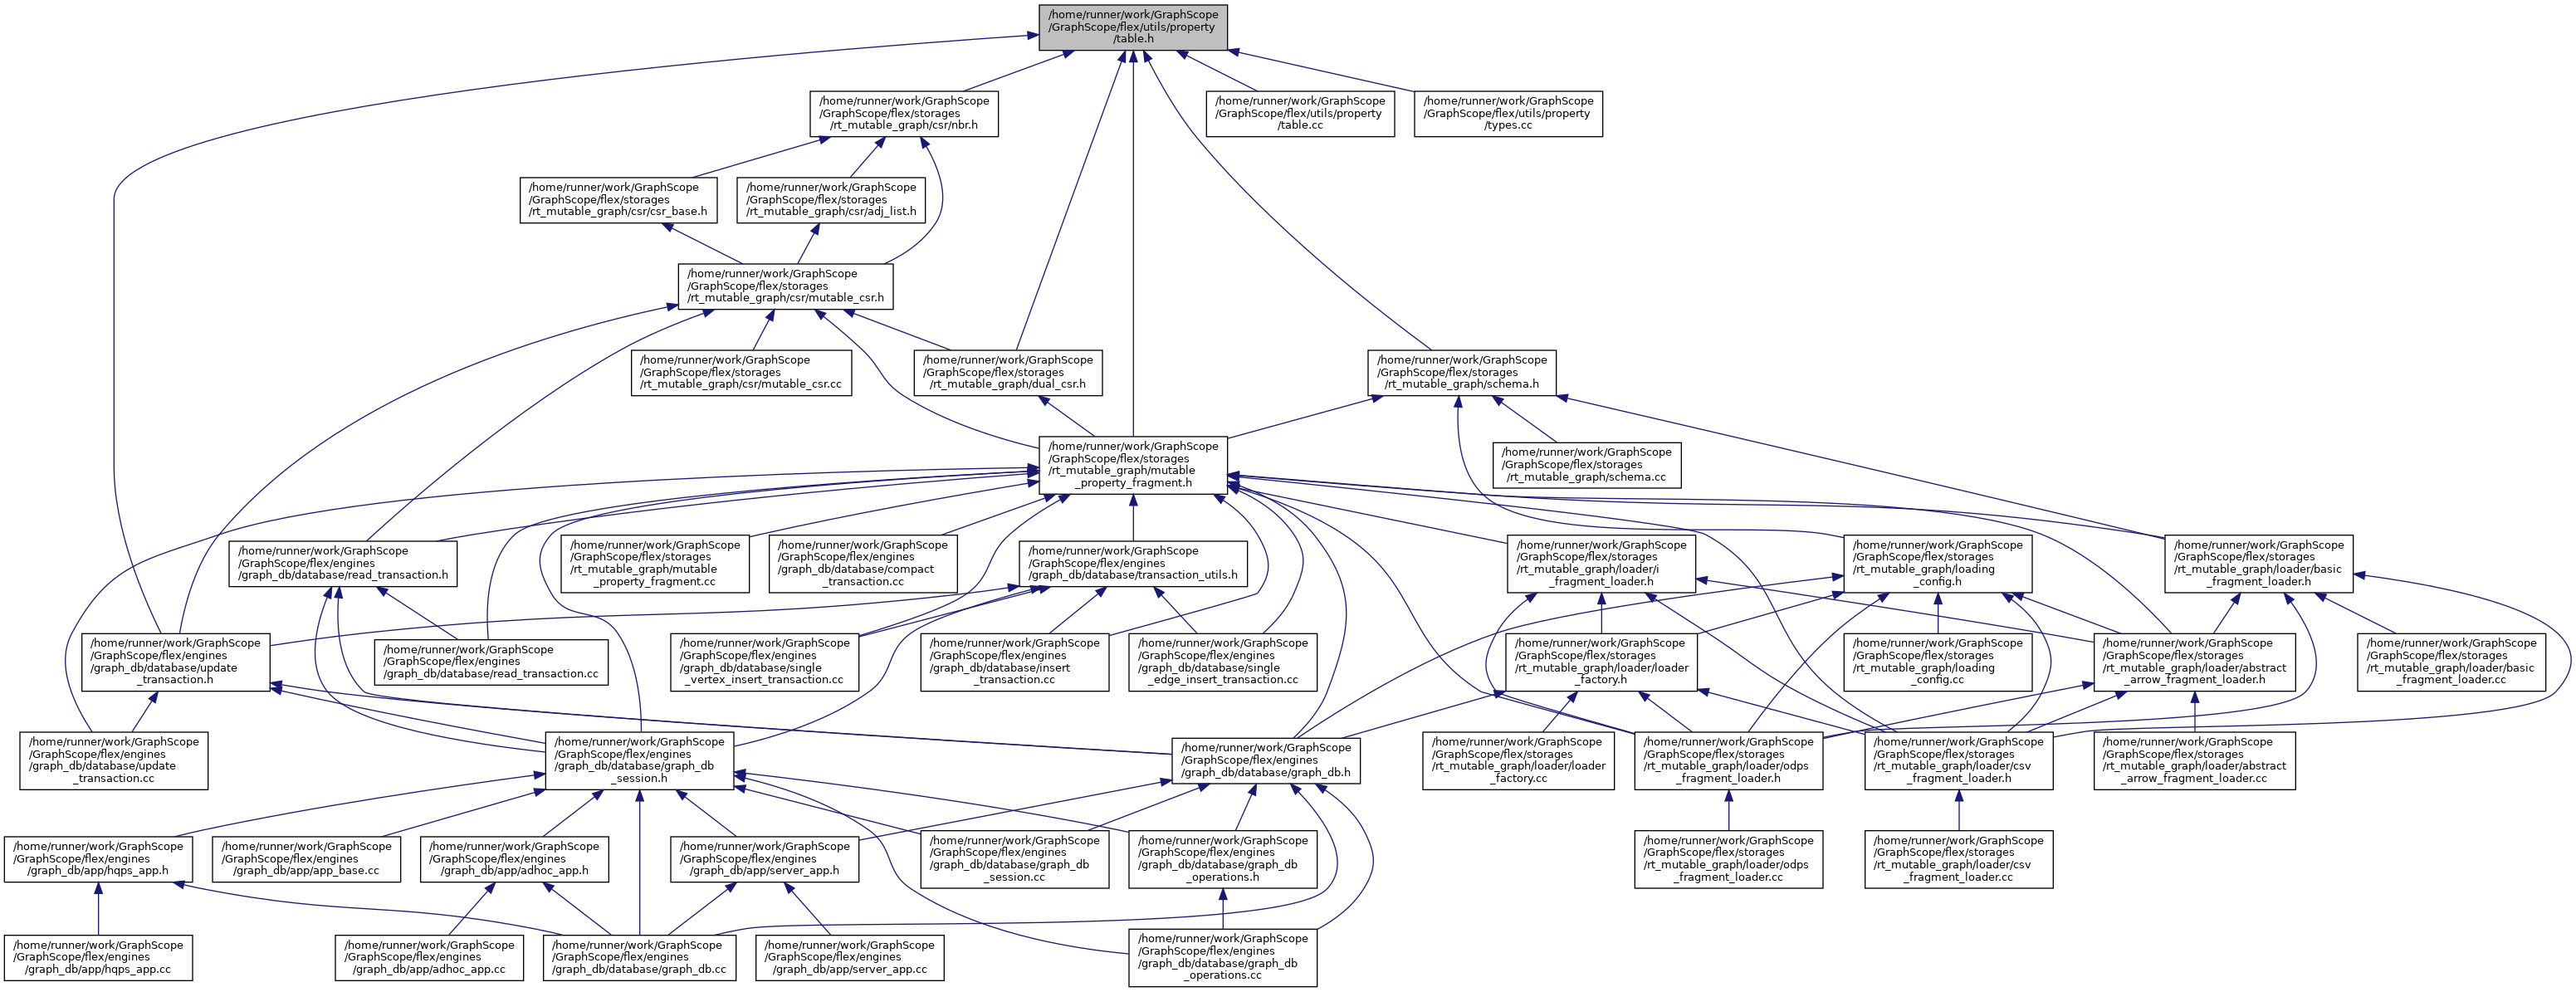 /home/runner/work/GraphScope
/GraphScope/flex/utils/property
/table.h
/home/runner/work/GraphScope
/GraphScope/flex/storages
/rt_mutable_graph/csr/nbr.h
/home/runner/work/GraphScope
/GraphScope/flex/utils/property
/table.cc
/home/runner/work/GraphScope
/GraphScope/flex/utils/property
/types.cc
/home/runner/work/GraphScope
/GraphScope/flex/storages
/rt_mutable_graph/csr/csr_base.h
/home/runner/work/GraphScope
/GraphScope/flex/storages
/rt_mutable_graph/csr/adj_list.h
/home/runner/work/GraphScope
/GraphScope/flex/storages
/rt_mutable_graph/csr/mutable_csr.h
/home/runner/work/GraphScope
/GraphScope/flex/storages
/rt_mutable_graph/csr/mutable_csr.cc
/home/runner/work/GraphScope
/GraphScope/flex/storages
/rt_mutable_graph/dual_csr.h
/home/runner/work/GraphScope
/GraphScope/flex/storages
/rt_mutable_graph/schema.h
/home/runner/work/GraphScope
/GraphScope/flex/storages
/rt_mutable_graph/mutable
_property_fragment.h
/home/runner/work/GraphScope
/GraphScope/flex/storages
/rt_mutable_graph/schema.cc
/home/runner/work/GraphScope
/GraphScope/flex/engines
/graph_db/database/read_transaction.h
/home/runner/work/GraphScope
/GraphScope/flex/storages
/rt_mutable_graph/mutable
_property_fragment.cc
/home/runner/work/GraphScope
/GraphScope/flex/engines
/graph_db/database/compact
_transaction.cc
/home/runner/work/GraphScope
/GraphScope/flex/engines
/graph_db/database/transaction_utils.h
/home/runner/work/GraphScope
/GraphScope/flex/storages
/rt_mutable_graph/loader/i
_fragment_loader.h
/home/runner/work/GraphScope
/GraphScope/flex/storages
/rt_mutable_graph/loading
_config.h
/home/runner/work/GraphScope
/GraphScope/flex/storages
/rt_mutable_graph/loader/basic
_fragment_loader.h
/home/runner/work/GraphScope
/GraphScope/flex/engines
/graph_db/database/update
_transaction.h
/home/runner/work/GraphScope
/GraphScope/flex/engines
/graph_db/database/read_transaction.cc
/home/runner/work/GraphScope
/GraphScope/flex/engines
/graph_db/database/single
_vertex_insert_transaction.cc
/home/runner/work/GraphScope
/GraphScope/flex/engines
/graph_db/database/insert
_transaction.cc
/home/runner/work/GraphScope
/GraphScope/flex/engines
/graph_db/database/single
_edge_insert_transaction.cc
/home/runner/work/GraphScope
/GraphScope/flex/storages
/rt_mutable_graph/loader/loader
_factory.h
/home/runner/work/GraphScope
/GraphScope/flex/storages
/rt_mutable_graph/loading
_config.cc
/home/runner/work/GraphScope
/GraphScope/flex/storages
/rt_mutable_graph/loader/abstract
_arrow_fragment_loader.h
/home/runner/work/GraphScope
/GraphScope/flex/storages
/rt_mutable_graph/loader/basic
_fragment_loader.cc
/home/runner/work/GraphScope
/GraphScope/flex/engines
/graph_db/database/update
_transaction.cc
/home/runner/work/GraphScope
/GraphScope/flex/engines
/graph_db/database/graph_db
_session.h
/home/runner/work/GraphScope
/GraphScope/flex/engines
/graph_db/database/graph_db.h
/home/runner/work/GraphScope
/GraphScope/flex/storages
/rt_mutable_graph/loader/loader
_factory.cc
/home/runner/work/GraphScope
/GraphScope/flex/storages
/rt_mutable_graph/loader/odps
_fragment_loader.h
/home/runner/work/GraphScope
/GraphScope/flex/storages
/rt_mutable_graph/loader/csv
_fragment_loader.h
/home/runner/work/GraphScope
/GraphScope/flex/storages
/rt_mutable_graph/loader/abstract
_arrow_fragment_loader.cc
/home/runner/work/GraphScope
/GraphScope/flex/engines
/graph_db/app/hqps_app.h
/home/runner/work/GraphScope
/GraphScope/flex/engines
/graph_db/app/app_base.cc
/home/runner/work/GraphScope
/GraphScope/flex/engines
/graph_db/app/adhoc_app.h
/home/runner/work/GraphScope
/GraphScope/flex/engines
/graph_db/app/server_app.h
/home/runner/work/GraphScope
/GraphScope/flex/engines
/graph_db/database/graph_db
_session.cc
/home/runner/work/GraphScope
/GraphScope/flex/engines
/graph_db/database/graph_db
_operations.h
/home/runner/work/GraphScope
/GraphScope/flex/storages
/rt_mutable_graph/loader/odps
_fragment_loader.cc
/home/runner/work/GraphScope
/GraphScope/flex/storages
/rt_mutable_graph/loader/csv
_fragment_loader.cc
/home/runner/work/GraphScope
/GraphScope/flex/engines
/graph_db/app/hqps_app.cc
/home/runner/work/GraphScope
/GraphScope/flex/engines
/graph_db/app/adhoc_app.cc
/home/runner/work/GraphScope
/GraphScope/flex/engines
/graph_db/database/graph_db.cc
/home/runner/work/GraphScope
/GraphScope/flex/engines
/graph_db/app/server_app.cc
/home/runner/work/GraphScope
/GraphScope/flex/engines
/graph_db/database/graph_db
_operations.cc